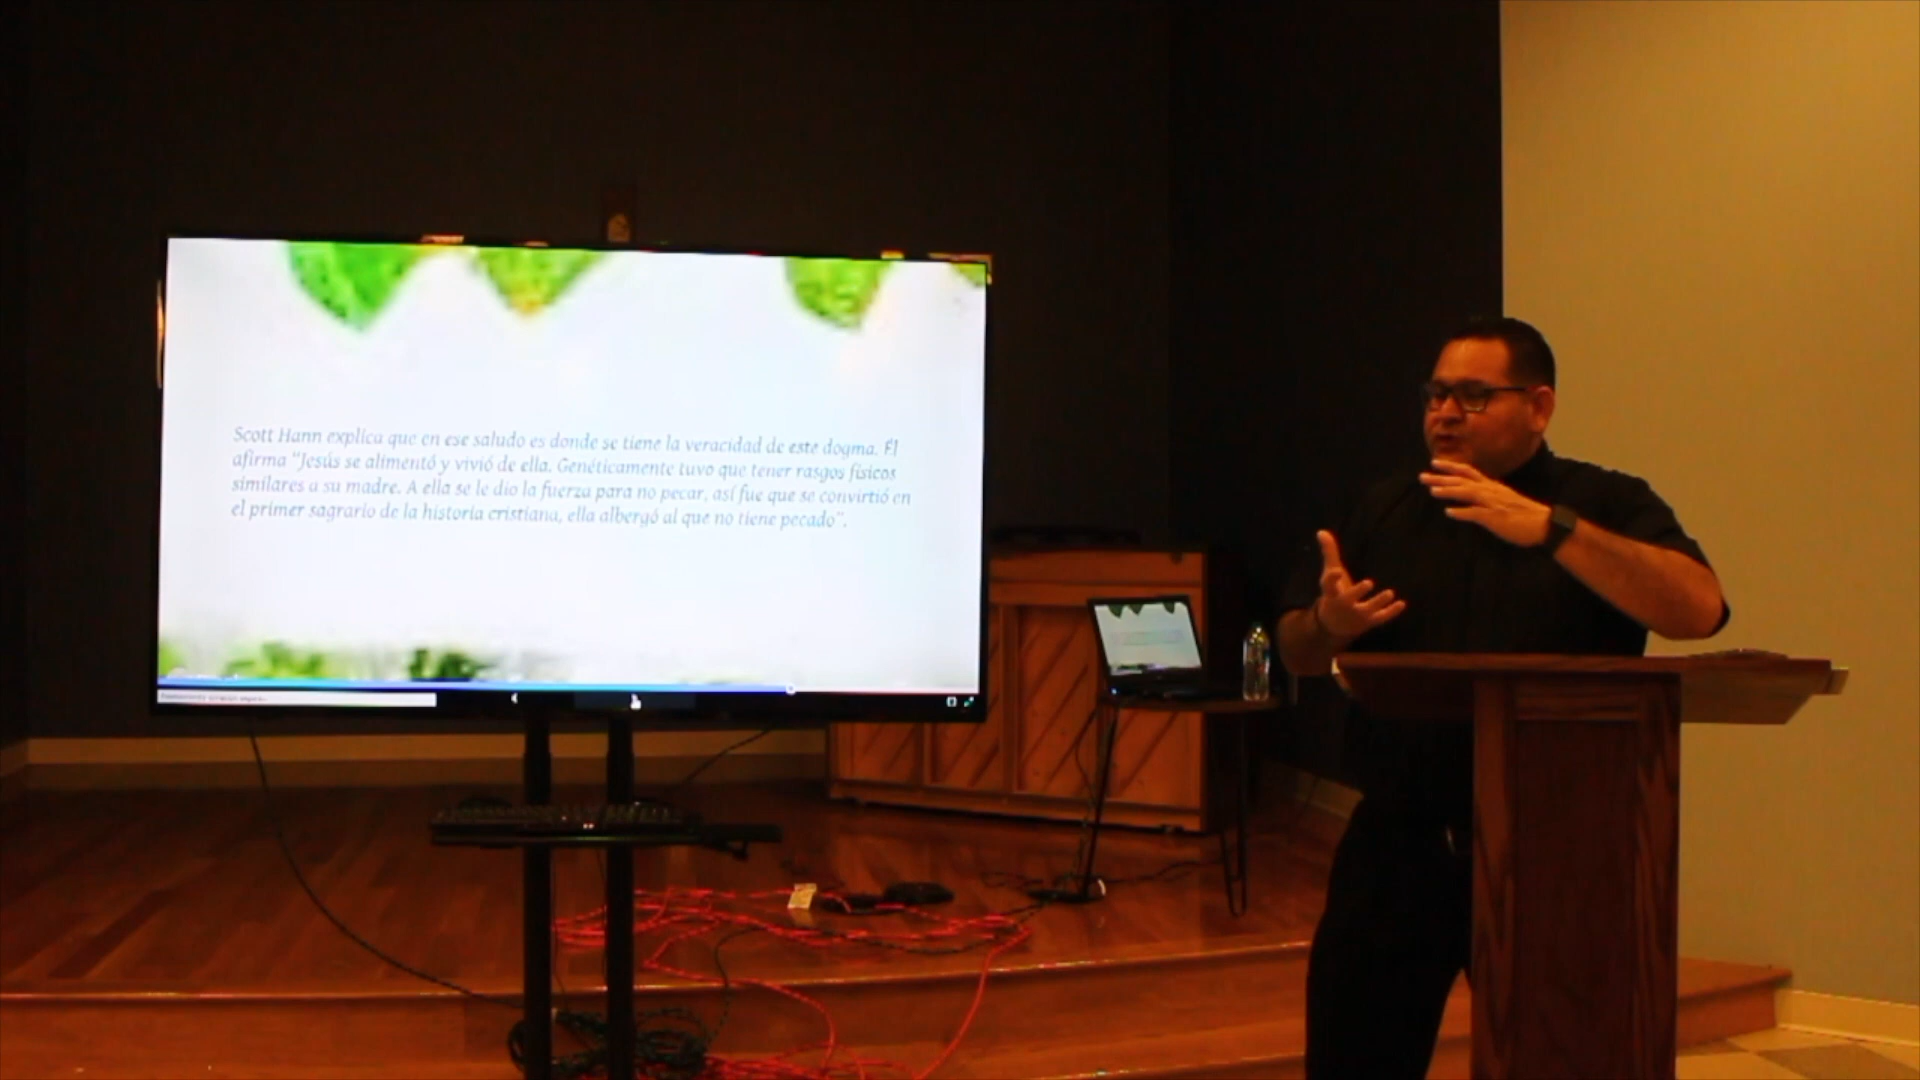 Scott Hann explica que en ese saludo es donde se tiene la veracidad de este dogma. Él
afirma "Jesús se alimentó y vivió de ella. Genéticamente tuvo que tener rasgos físicos
similares a su madre. A ella se le dio la fuerza para no pecar, así fue que se convirtió en
el primer sagrario de la historia cristiana, ella albergó al que no tiene pecado".